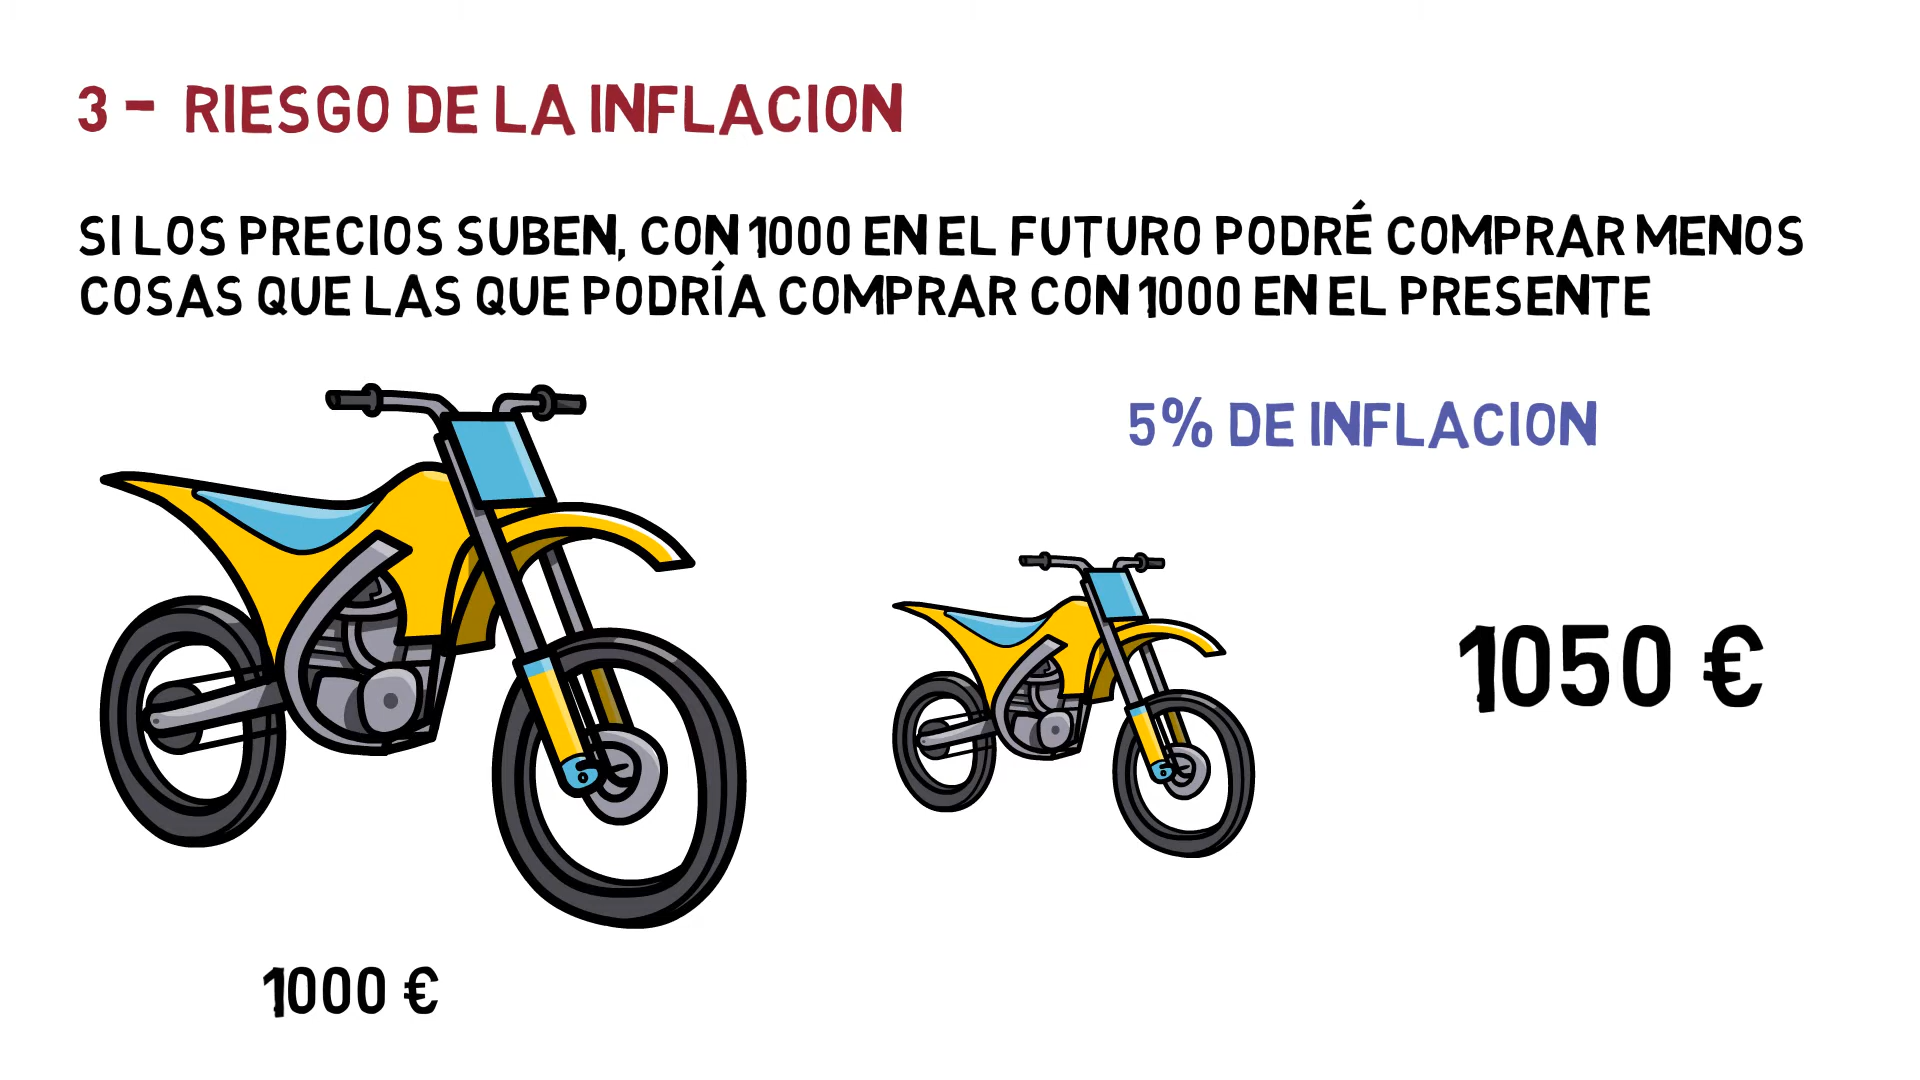 3 - RIESGO DE LA INFLACION
SI LOS PRECIOS SUBEN, CON 1000 EN EL FUTURO PODRÉ COMPRAR MENOS
COSAS QUE LAS QUE PODRÍA COMPRAR CON 1000 EN EL PRESENTE
5% DE INFLACION
1050 €
1000 €